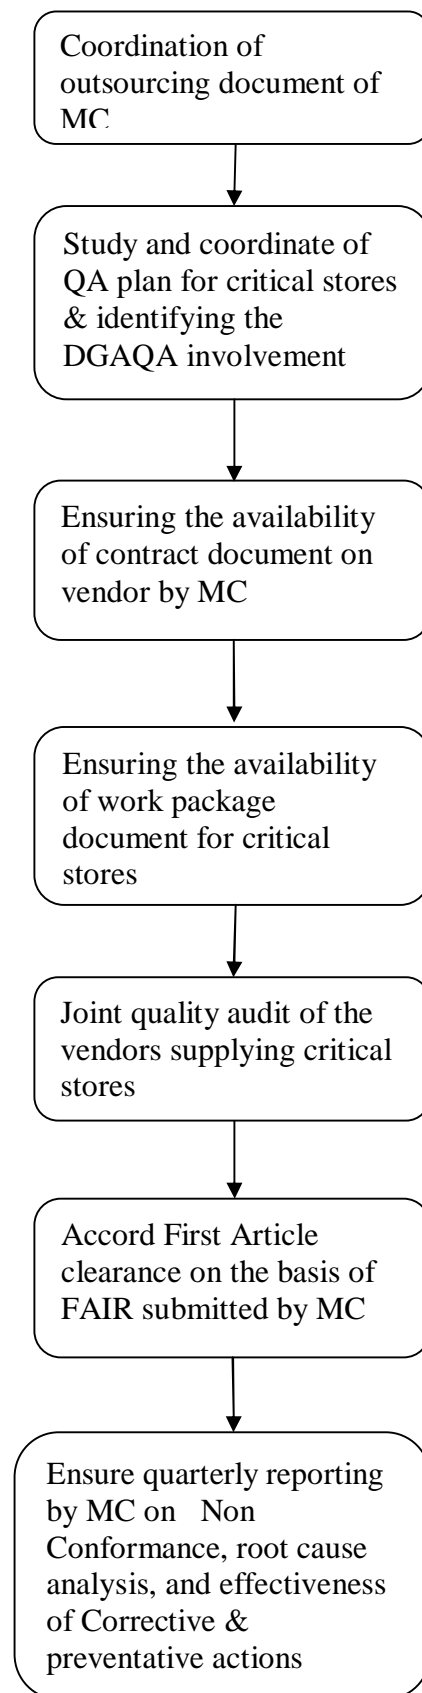 Coordination of
outsourcing document of
MC
Study and coordinate of
QA plan for critical stores
& identifying the
DGAQA involvement
Ensuring the availability
of contract document on
vendor by MC
Ensuring the availability
of work package
document for critical
stores
Joint quality audit of the
vendors supplying critical
stores
Accord First Article
clearance on the basis of
FAIR submitted by MC
Ensure quarterly reporting
by MC on Non
Conformance, root cause
analysis, and effectiveness
of Corrective &
preventative actions